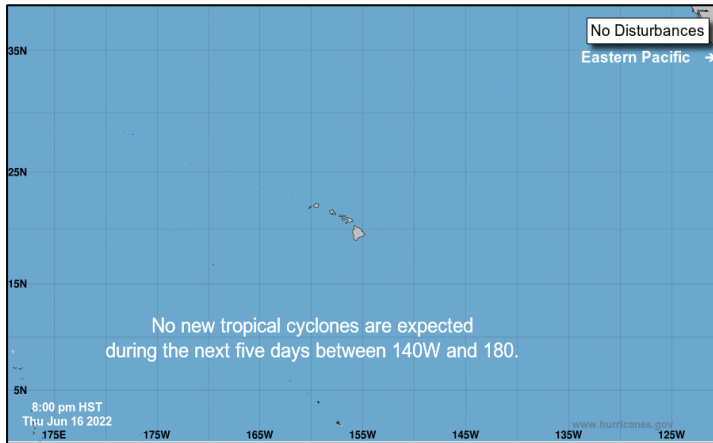 No Disturbances
35N
Eastern Pacific →
25N
15N
No new tropical cyclones are expected
during the next five days between 140W and 180.
5N
8:00 pm HST
Thu Jun 16 2022
www.hurricanes.gov
175E 175W 165W 155W 145W 135W 125W